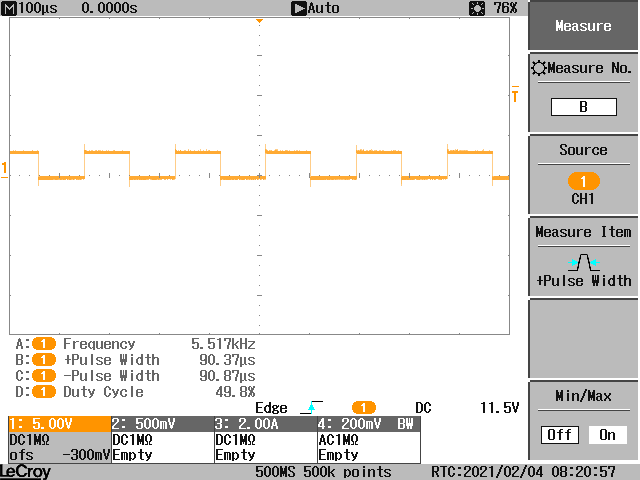 M 100µs 0.0000s Auto 76%
Measure
Measure No.
B
T
Source
1
CH1
1
Measure Item
+Pulse Width
A: 1 Frequency 5.517kHz
B: 1 +Pulse Width 90.37µs
C: 1 -Pulse Width 90.87µs
D: 1 Duty Cycle 49.8%
Min/Max
Off On
Edge 1 DC 11.5V
1: 5.00V 2: 500mV 3: 2.00A 4: 200mV BW
DC1MΩ DC1MΩ DC1MΩ AC1MΩ
ofs -300mV Empty Empty Empty
LeCroy 500MS 500k points RTC:2021/02/04 08:20:57